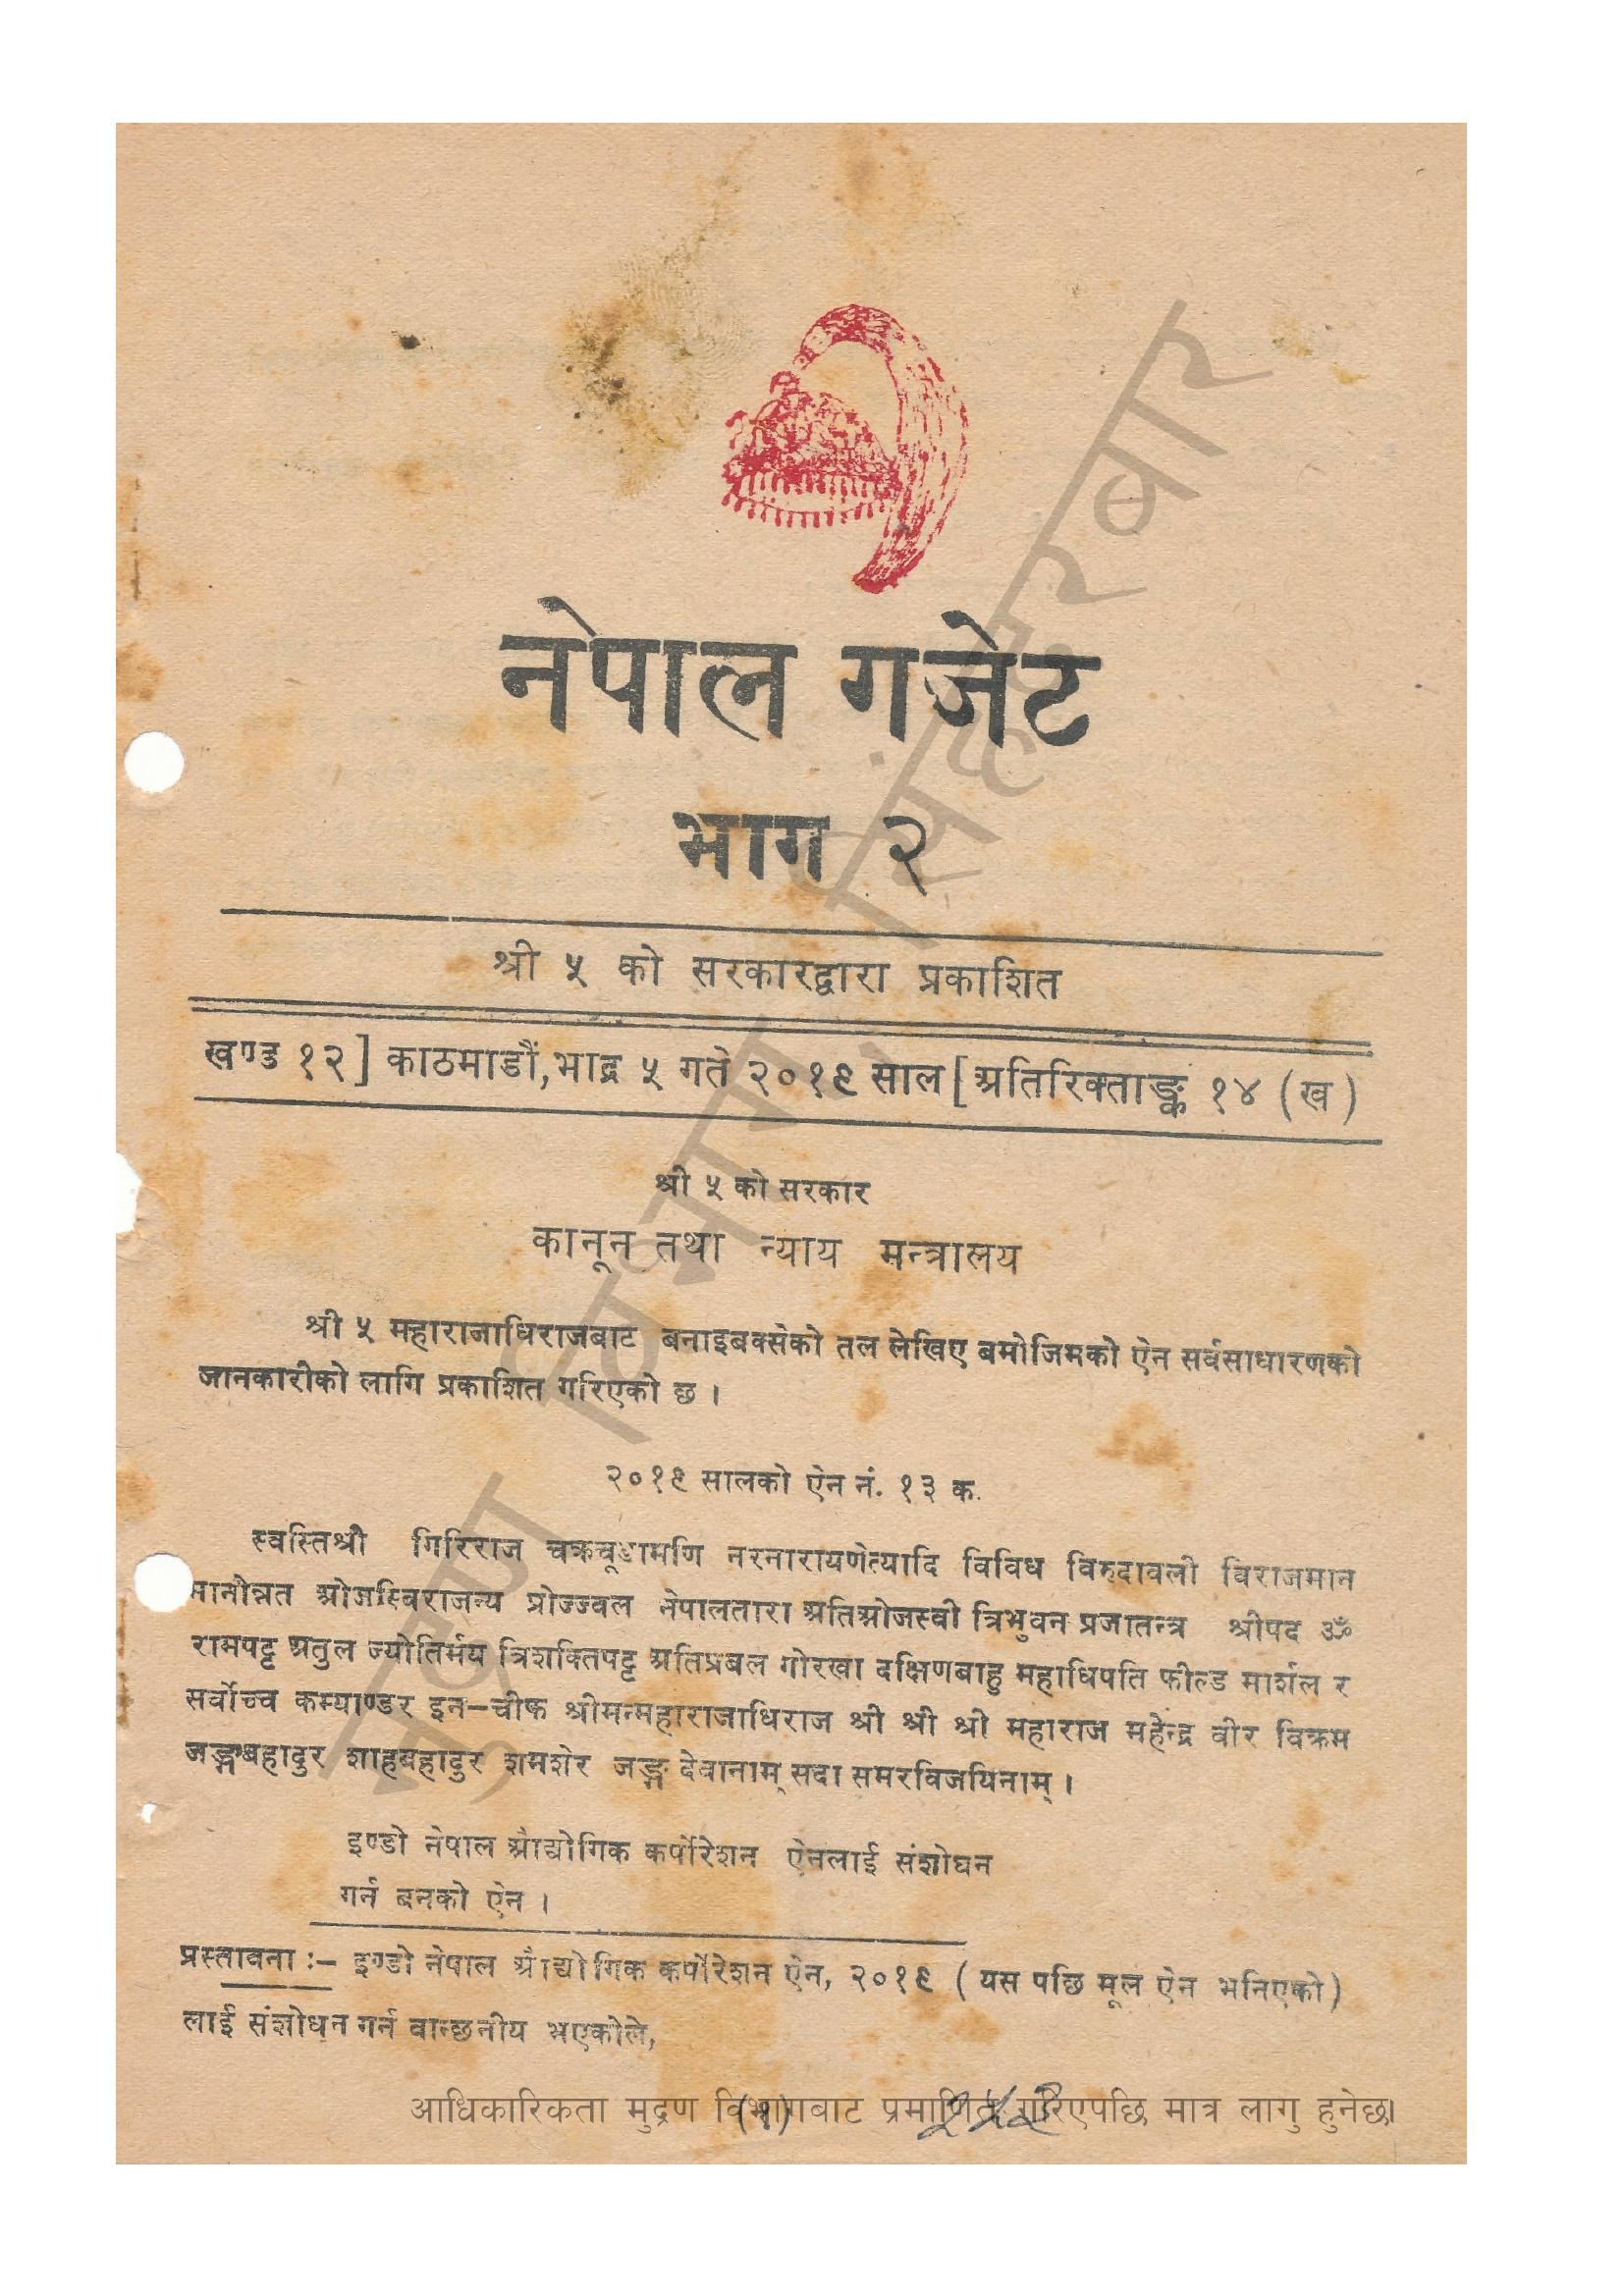 नेपाल गजेट
भाग २
श्री ५ को सरकारद्वारा प्रकाशित
खण्ड १२] काठमाडौं, भाद्र ५ गते २०१९ साल [अतिरिक्ताङ्क १४ (ख)
श्री ५ को सरकार
कानून तथा न्याय मन्त्रालय
श्री ५ महाराजाधिराजबाट बनाइबक्सेको तल लेखिए बमोजिमको ऐन सर्वसाधारणको
जानकारीको लागि प्रकाशित गरिएको छ ।
२०१९ सालको ऐन नं. १३ क.
स्वस्तिश्री गिरिराज चक्रचूडामणि नरनारायणेत्यादि विविध विरुदावली विराजमान
मानोन्नत ओजस्विराजन्य प्रोज्ज्वल नेपालतारा अतिओजस्वी त्रिभुवन प्रजातन्त्र श्रीपद ॐ
रामपट्ट अतुल ज्योतिर्मय त्रिशक्तिपट्ट अतिप्रबल गोरखा दक्षिणबाहु महाधिपति फील्ड मार्शल र
सर्वोच्च कम्याण्डर इन-चीफ श्रीमन्महाराजाधिराज श्री श्री श्री महाराज महेन्द्र वीर विक्रम
जङ्गबहादुर शाहबहादुर शमशेर जङ्ग देवानाम् सदा समरविजयिनाम् ।
इण्डो नेपाल औद्योगिक कर्पोरेशन ऐनलाई संशोधन
गर्न बनको ऐन ।
प्रस्तावना :- इण्डो नेपाल औद्योगिक कर्पोरेशन ऐन, २०१९ ( यस पछि मूल ऐन भनिएको )
लाई संशोधन गर्न वान्छनीय भएकोले,
(१)
आधिकारिकता मुद्रण विभागबाट प्रमाणित गरिएपछि मात्र लागु हुनेछ।
मुद्रण विभाग, सिंहदरबार